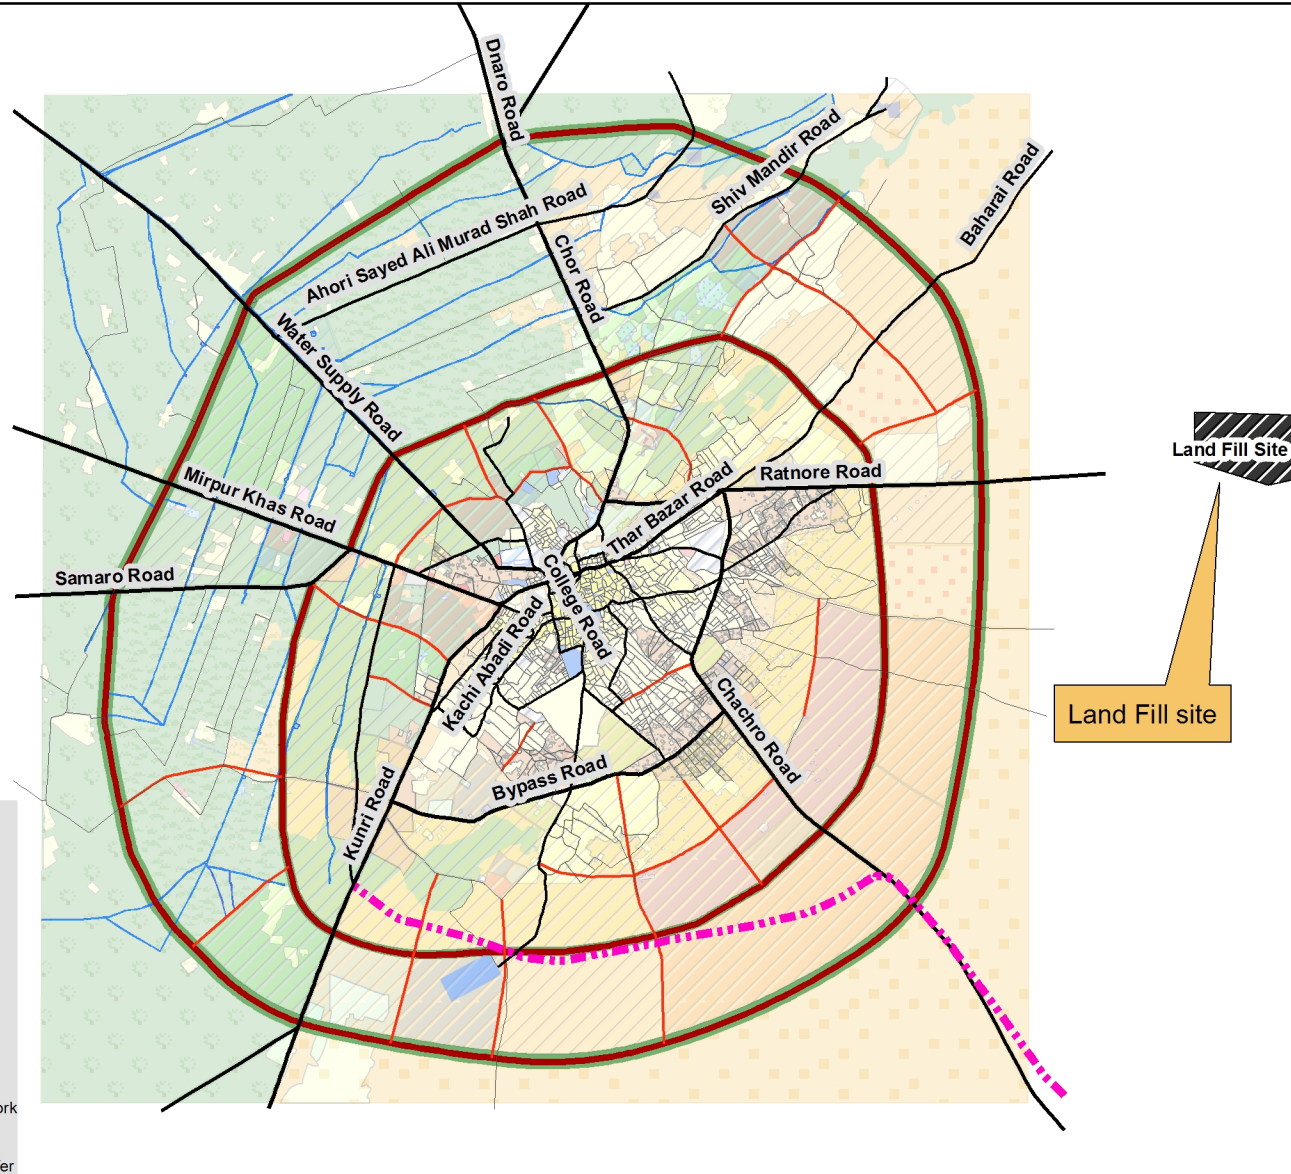 Dnaro Road
Shiv Mandir Road
Baharai Road
Ahori Sayed Ali Murad Shah Road
Chor Road
Water Supply Road
Land Fill Site
Thar Bazar Road
Ratnore Road
Mirpur Khas Road
Samaro Road
College Road
Kachi Abadi Road
Chachro Road
Land Fill site
Bypass Road
Kunri Road